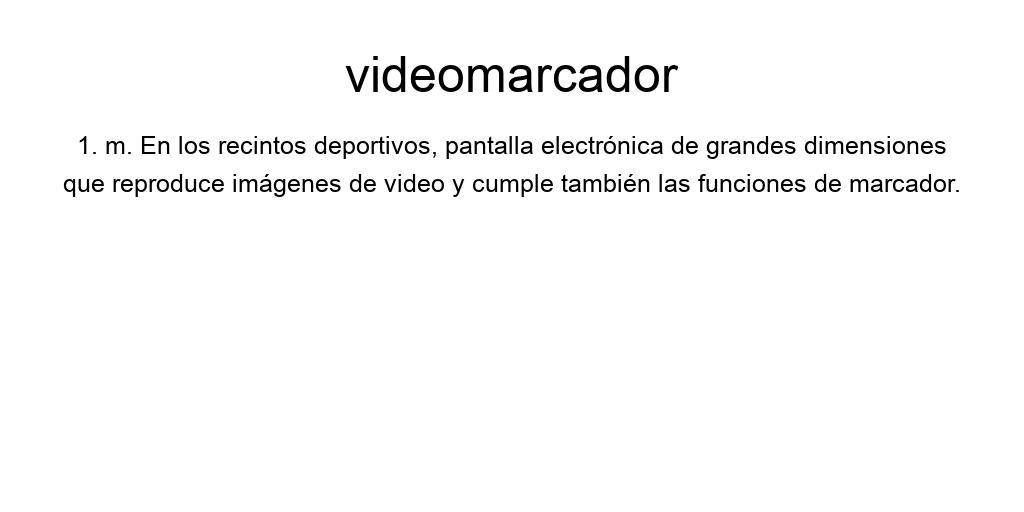 videomarcador
1. m. En los recintos deportivos, pantalla electrónica de grandes dimensiones
que reproduce imágenes de video y cumple también las funciones de marcador.